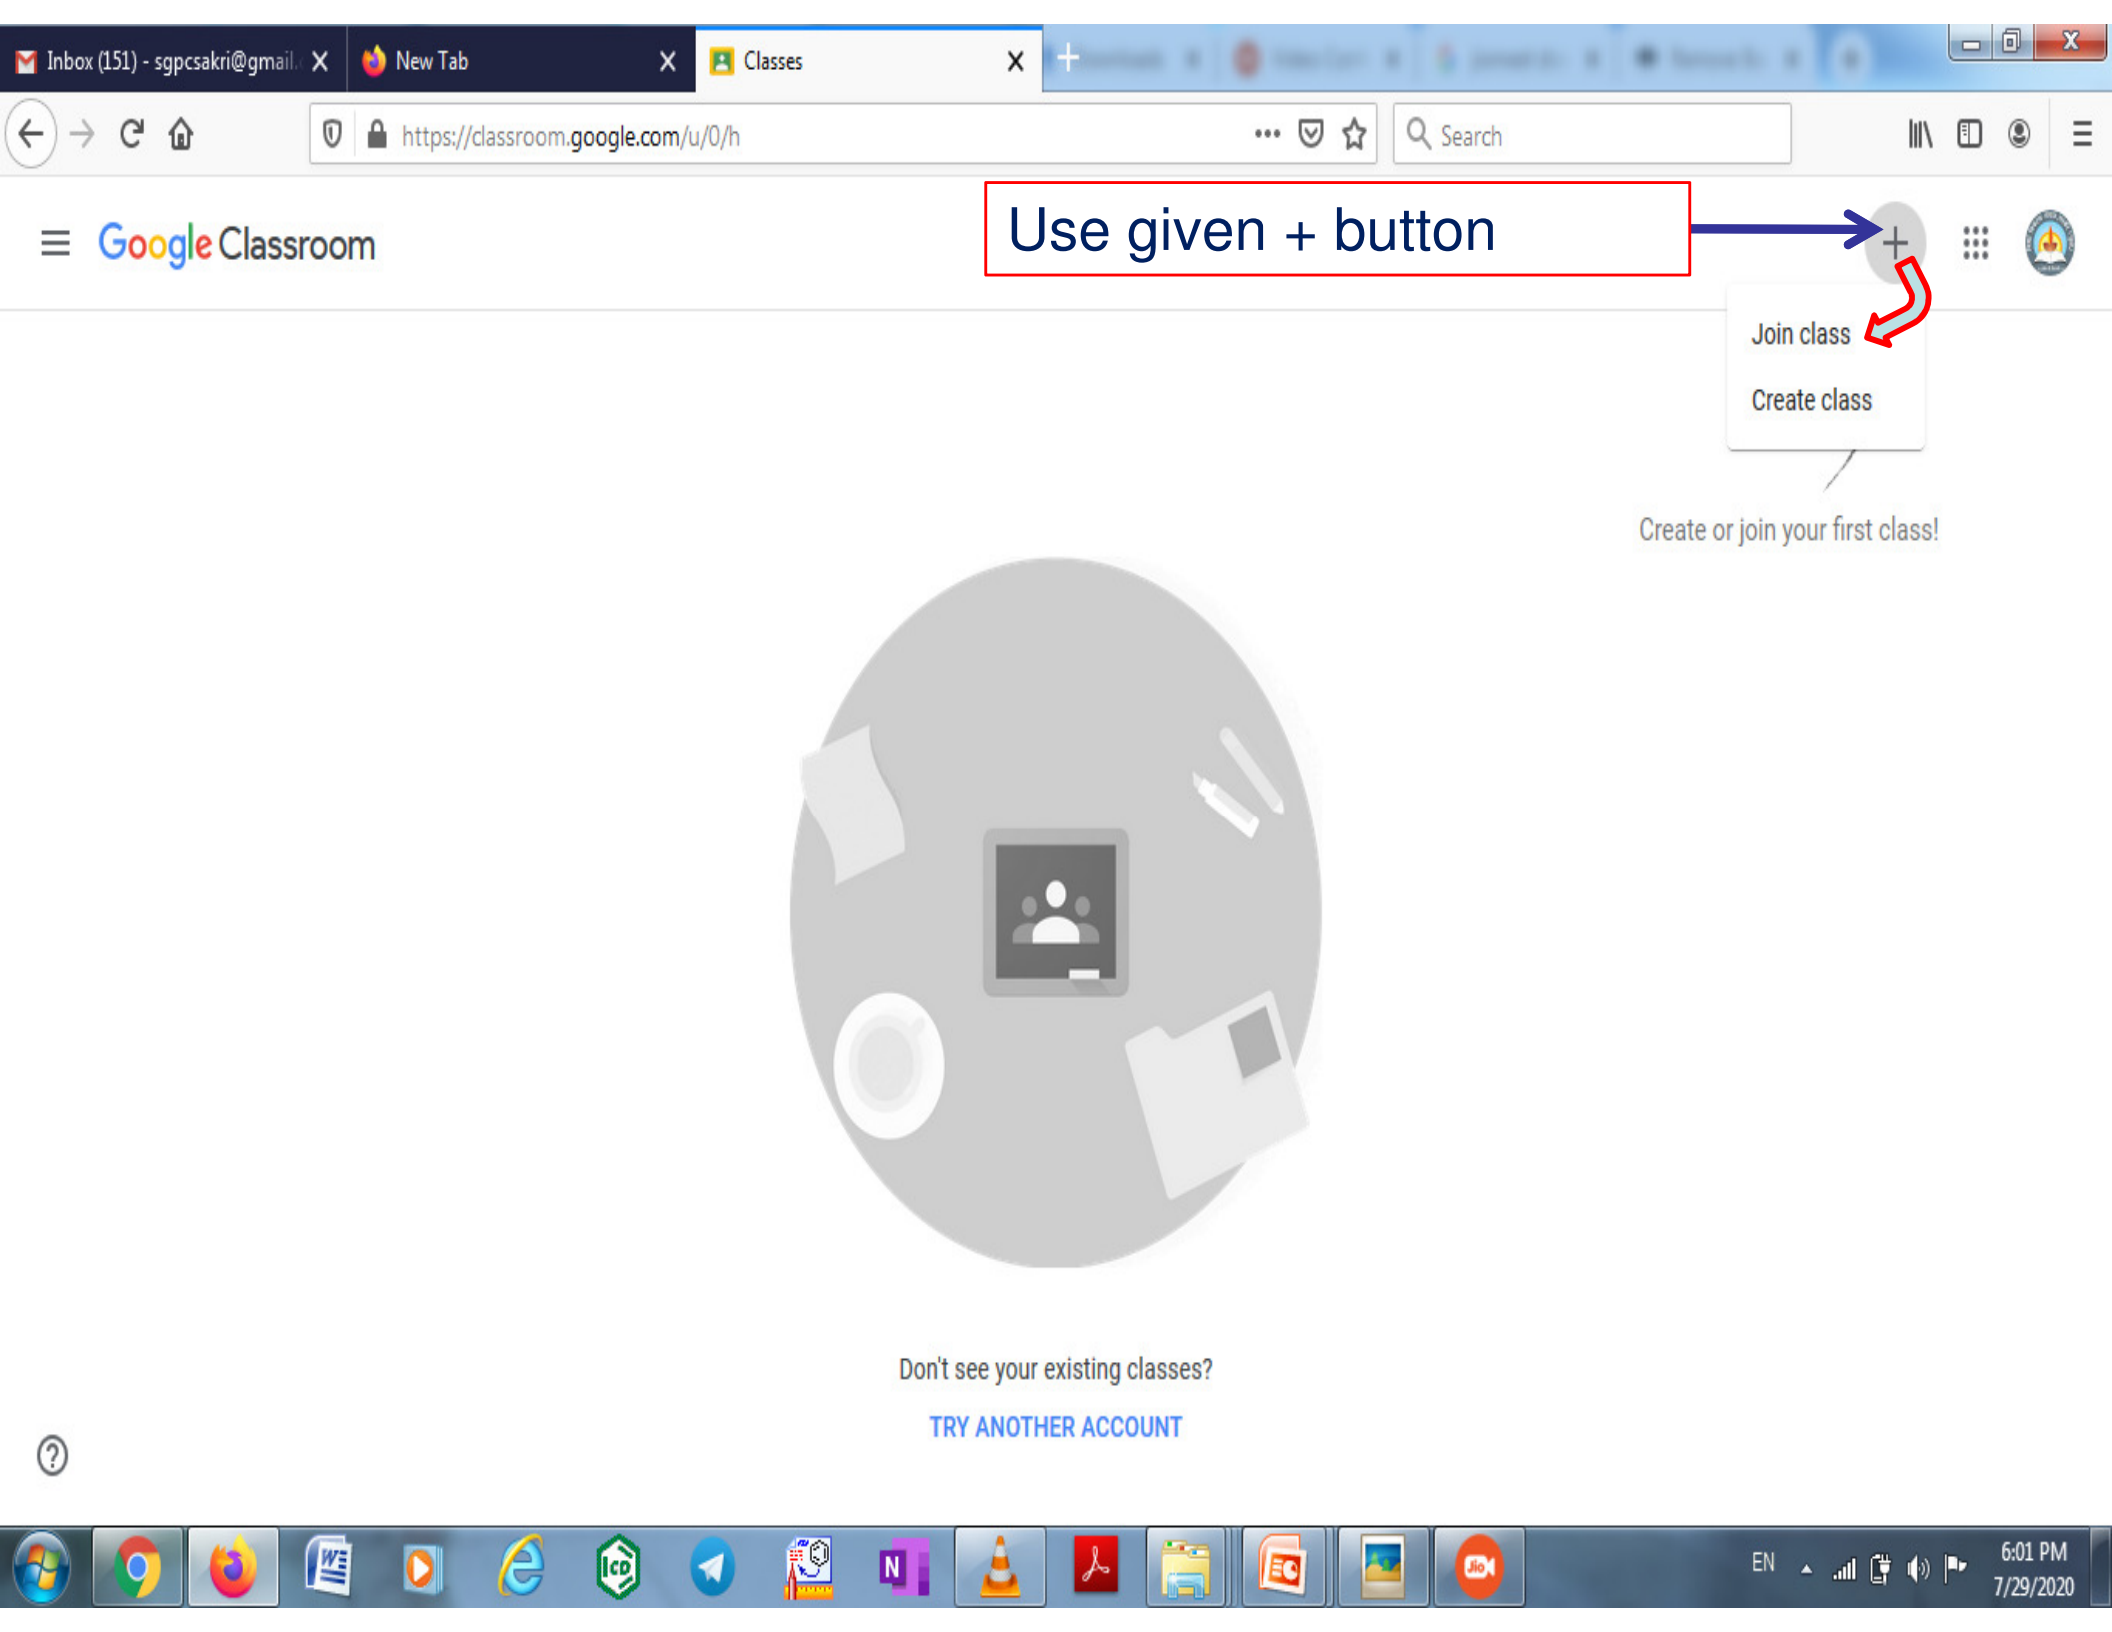 Inbox (151) - sgpcsakri@gmail.
New Tab
Classes
https://classroom.google.com/u/0/h
Search
Google Classroom
Use given + button
Join class
Create class
Create or join your first class!
Don't see your existing classes?
TRY ANOTHER ACCOUNT
EN
6:01 PM
7/29/2020